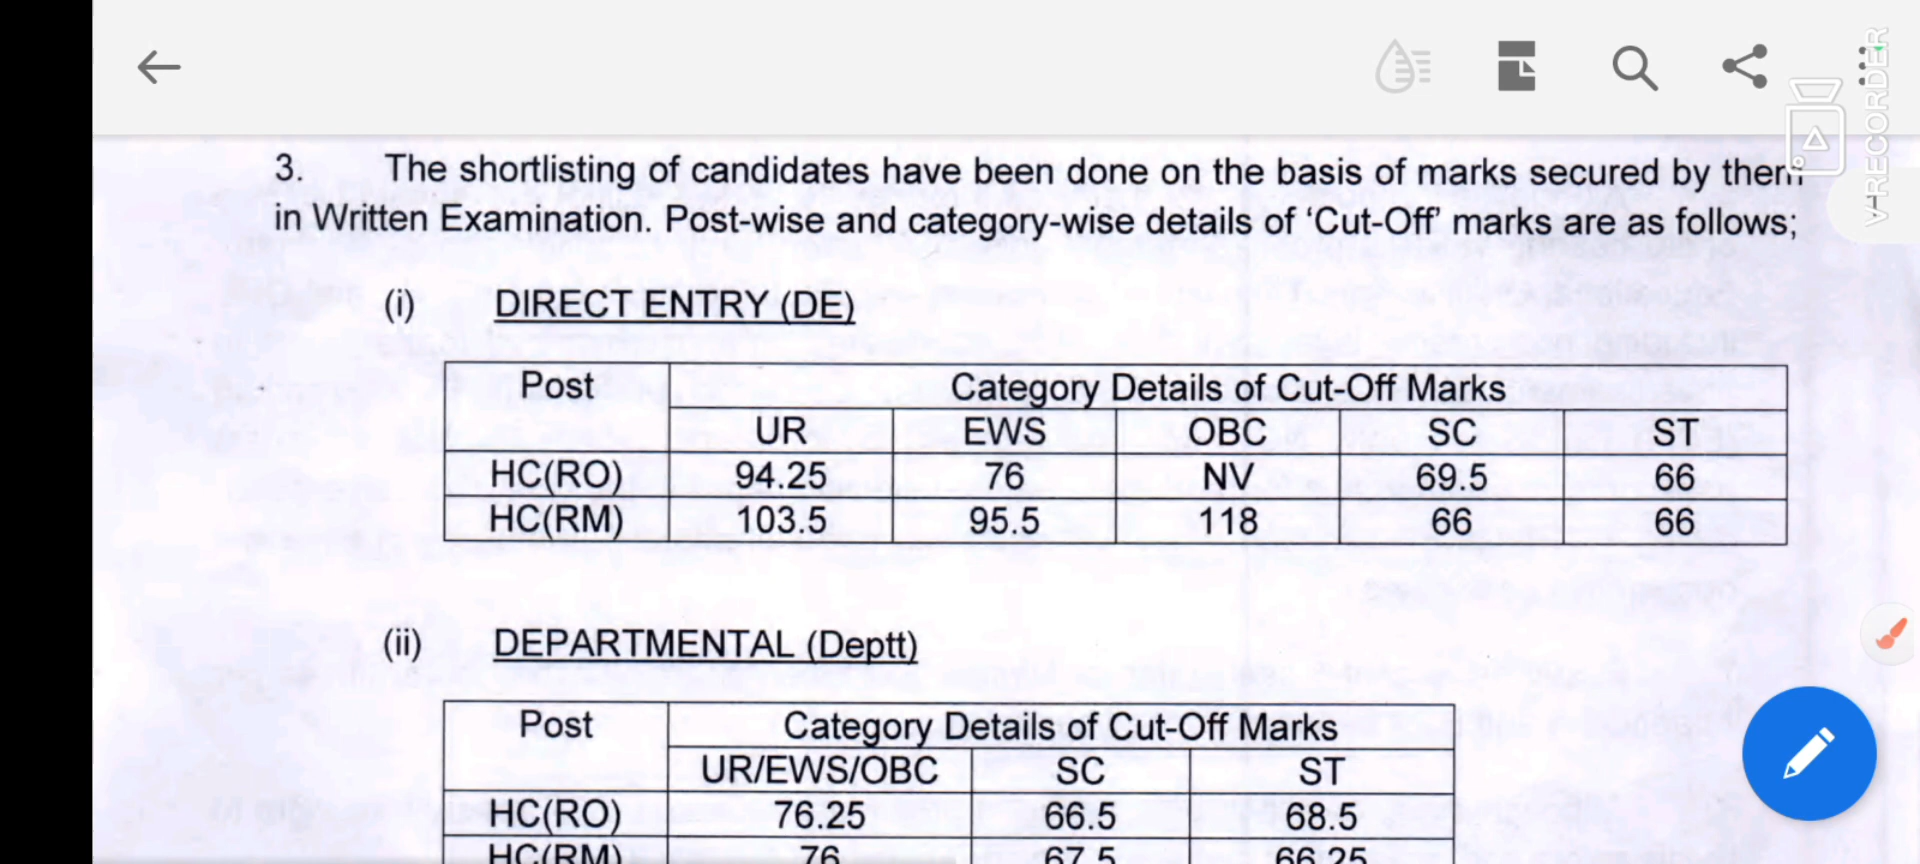 V-RECORDER
3. The shortlisting of candidates have been done on the basis of marks secured by them
in Written Examination. Post-wise and category-wise details of ‘Cut-Off’ marks are as follows;
(i) DIRECT ENTRY (DE)
Post Category Details of Cut-Off Marks
UR EWS OBC SC ST
HC(RO) 94.25 76 NV 69.5 66
HC(RM) 103.5 95.5 118 66 66
(ii) DEPARTMENTAL (Deptt)
Post Category Details of Cut-Off Marks
UR/EWS/OBC SC ST
HC(RO) 76.25 66.5 68.5
HC(RM) 76 67.5 66.25